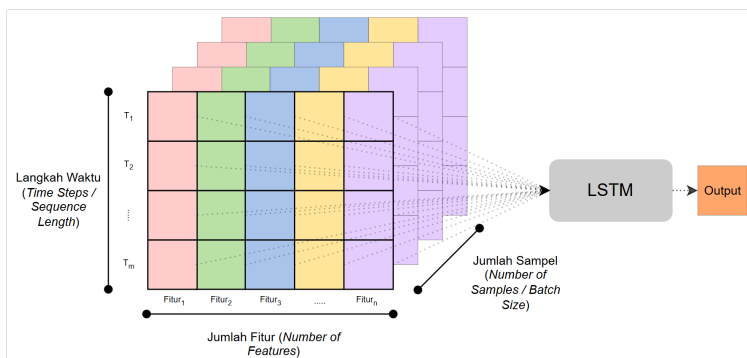 T1
T2
Langkah Waktu
(Time Steps /
Sequence
Length)
....
Tm
Fitur1 Fitur2 Fitur3 ..... Fiturn
Jumlah Fitur (Number of
Features)
Jumlah Sampel
(Number of
Samples / Batch
Size)
LSTM
Output